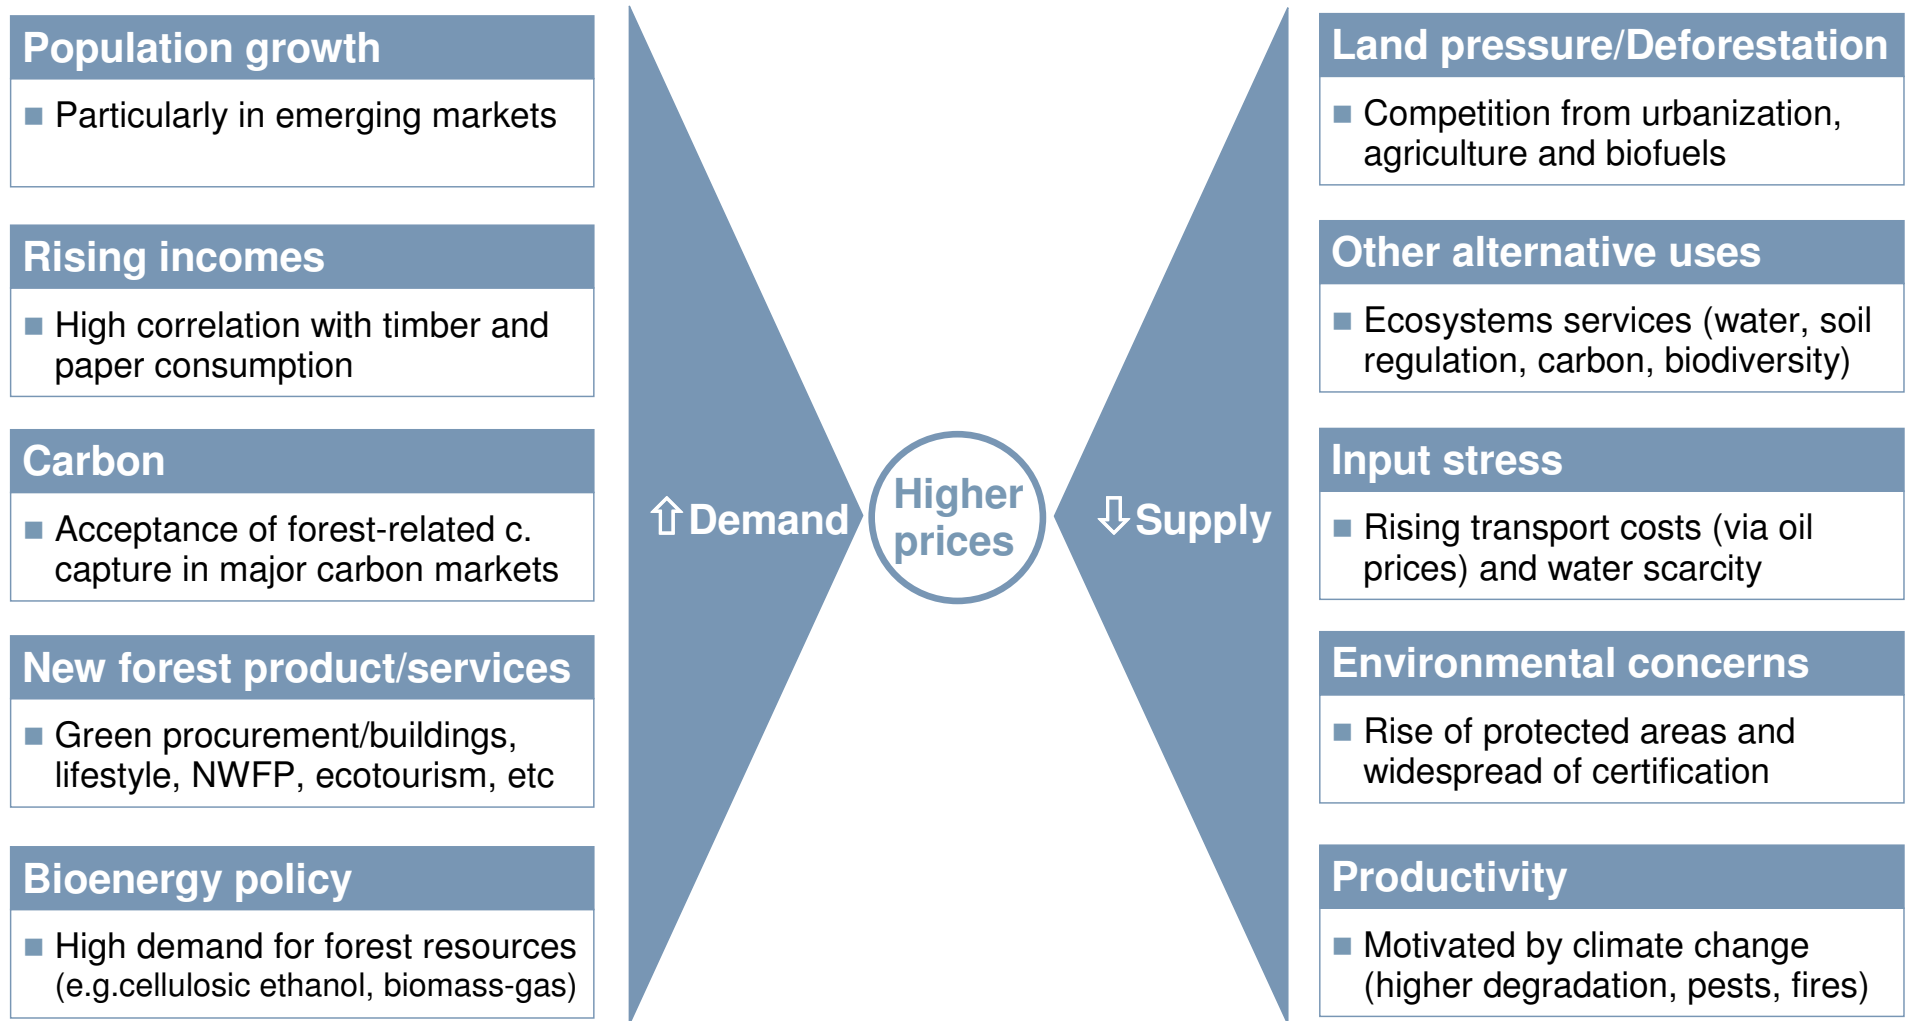 Population growth
Particularly in emerging markets
Rising incomes
High correlation with timber and
paper consumption
Carbon
Acceptance of forest-related c.
capture in major carbon markets
New forest product/services
Green procurement/buildings,
lifestyle, NWFP, ecotourism, etc
Bioenergy policy
High demand for forest resources
(e.g.cellulosic ethanol, biomass-gas)
⇧Demand
Higher
prices
⇩Supply
Land pressure/Deforestation
Competition from urbanization,
agriculture and biofuels
Other alternative uses
Ecosystems services (water, soil
regulation, carbon, biodiversity)
Input stress
Rising transport costs (via oil
prices) and water scarcity
Environmental concerns
Rise of protected areas and
widespread of certification
Productivity
Motivated by climate change
(higher degradation, pests, fires)